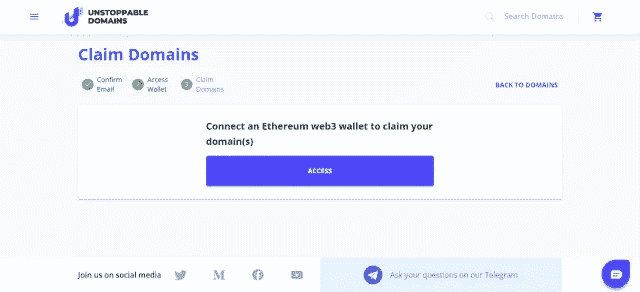 UNSTOPPABLE
DOMAINS
Search Domains
Claim Domains
Confirm
Email
Access
Wallet
3
Claim
Domains
BACK TO DOMAINS
Connect an Ethereum web3 wallet to claim your
domain(s)
ACCESS
Join us on social media
Ask your questions on our Telegram